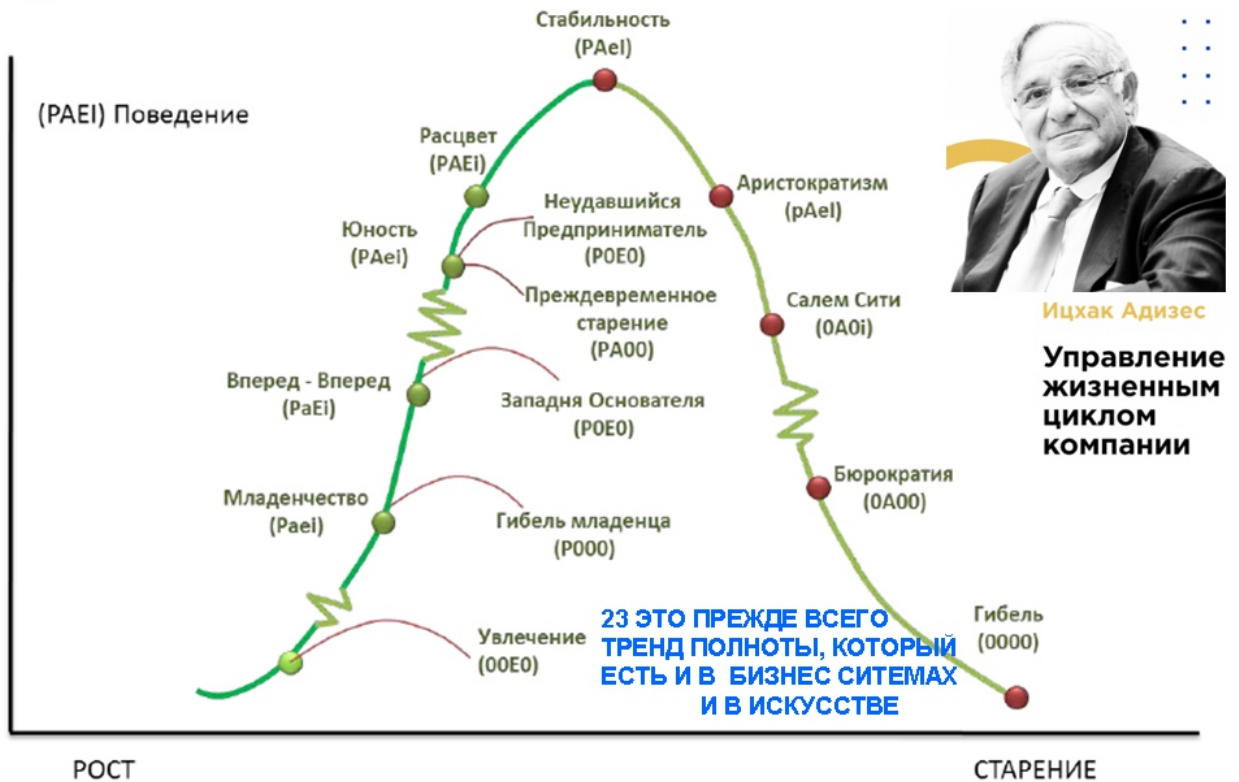 Стабильность
(PAeI)
(PAEI) Поведение
Расцвет
(PAEi)
Неудавшийся
Предприниматель
(P0E0)
Юность
(PAei)
Преждевременное
старение
(PA00)
Вперед - Вперед
(PaEi)
Западня Основателя
(P0E0)
Младенчество
(Paei)
Гибель младенца
(P000)
Увлечение
(00E0)
Аристократизм
(pAeI)
Салем Сити
(0A0i)
Бюрократия
(0A00)
Гибель
(0000)
23 ЭТО ПРЕЖДЕ ВСЕГО
ТРЕНД ПОЛНОТЫ, КОТОРЫЙ
ЕСТЬ И В БИЗНЕС СИТЕМАХ
И В ИСКУССТВЕ
Ицхак Адизес
Управление
жизненным
циклом
компании
РОСТ
СТАРЕНИЕ